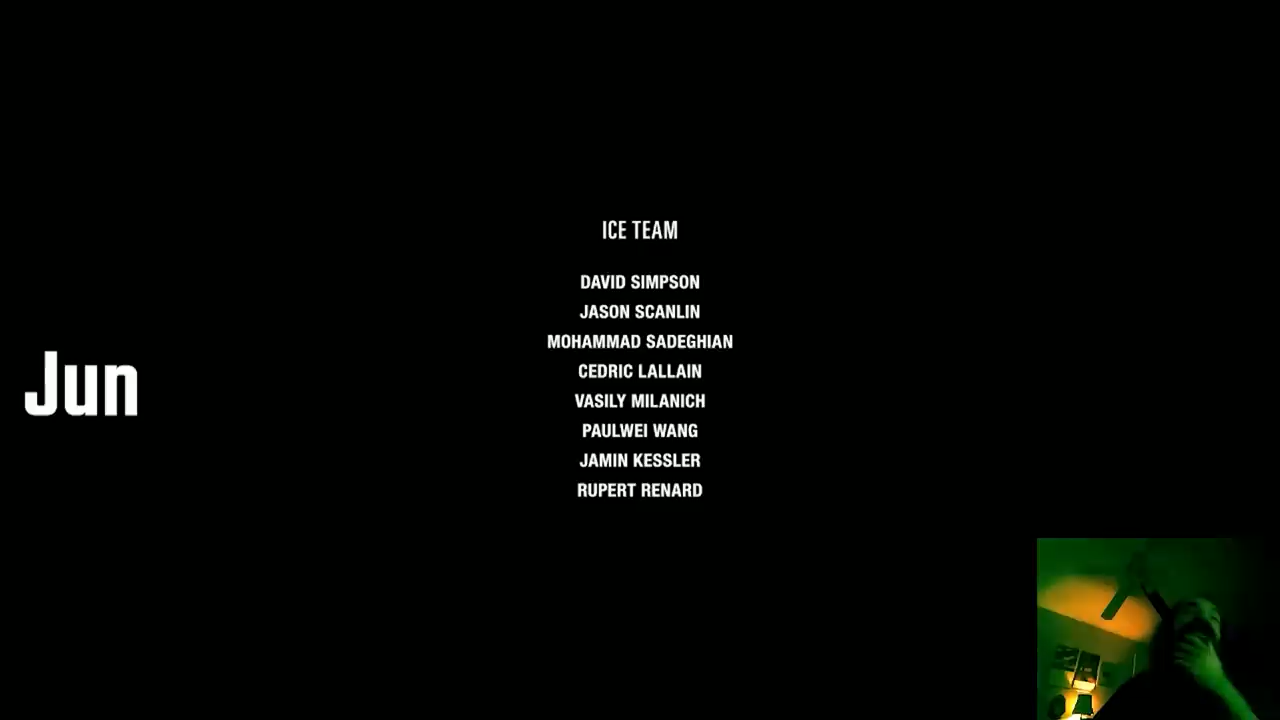 ICE TEAM
DAVID SIMPSON
JASON SCANLIN
MOHAMMAD SADEGHIAN
CEDRIC LALLAIN
VASILY MILANICH
PAULWEI WANG
JAMIN KESSLER
RUPERT RENARD
Jun